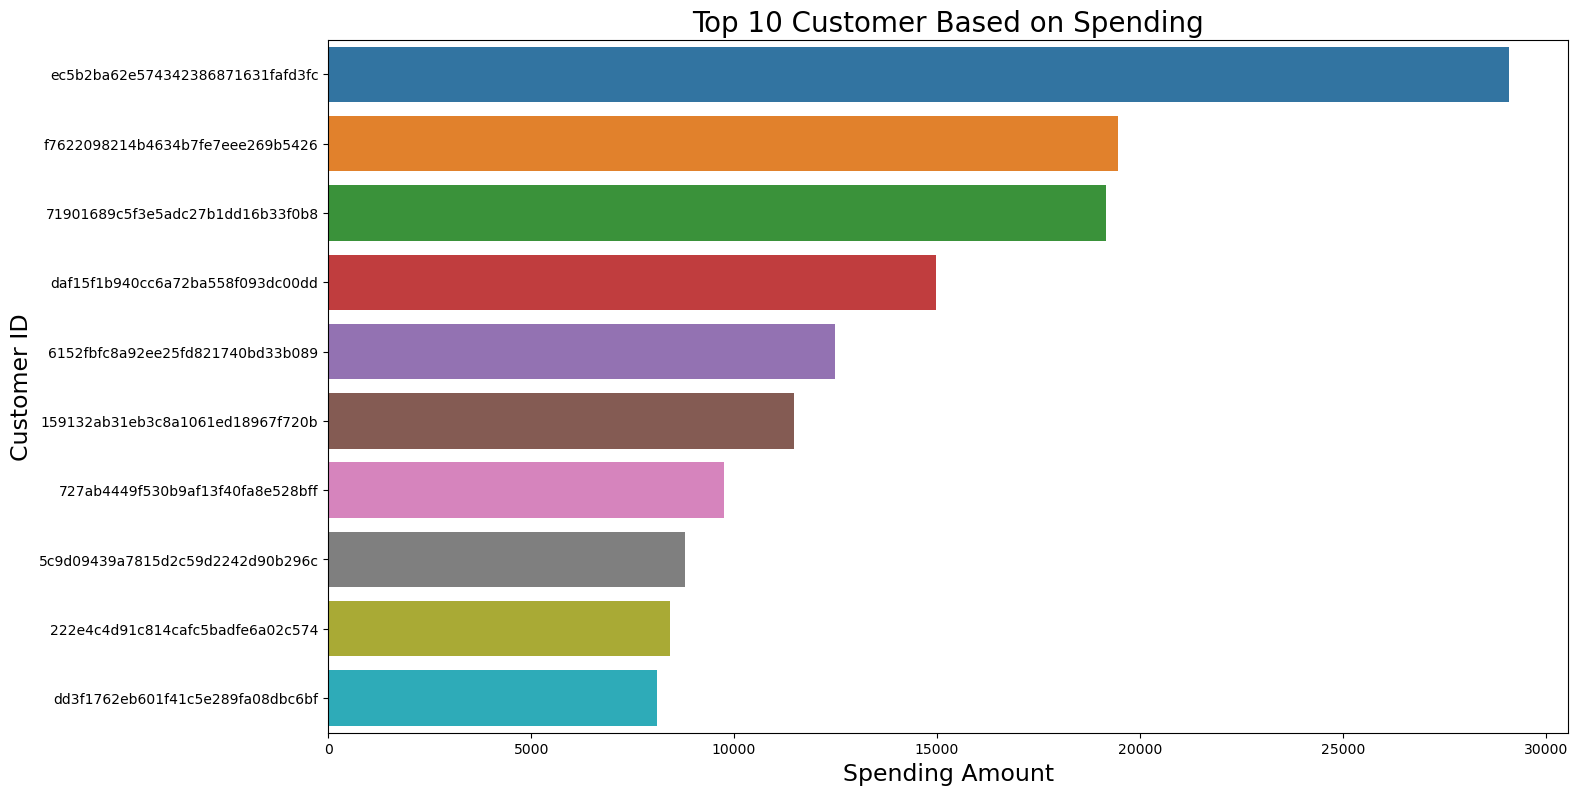 Top 10 Customer Based on Spending
Customer ID
ec5b2ba62e574342386871631fafd3fc
f7622098214b4634b7fe7eee269b5426
71901689c5f3e5adc27b1dd16b33f0b8
daf15f1b940cc6a72ba558f093dc00dd
6152fbfc8a92ee25fd821740bd33b089
159132ab31eb3c8a1061ed18967f720b
727ab4449f530b9af13f40fa8e528bff
5c9d09439a7815d2c59d2242d90b296c
222e4c4d91c814cafc5badfe6a02c574
dd3f1762eb601f41c5e289fa08dbc6bf
0 5000 10000 15000 20000 25000 30000
Spending Amount